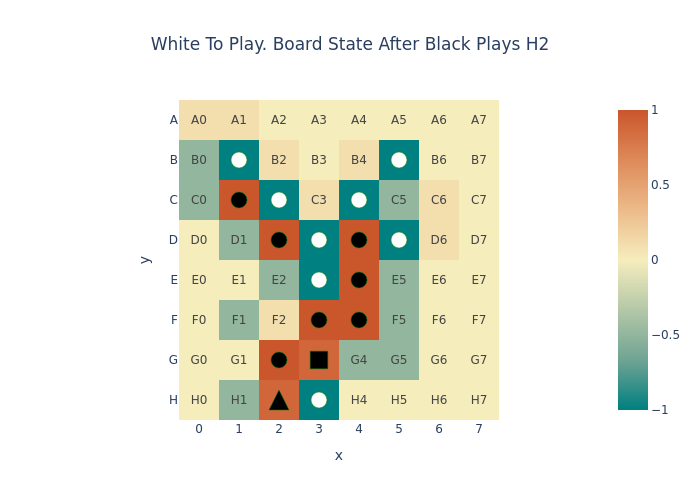 White To Play. Board State After Black Plays H2
A A0 A1 A2 A3 A4 A5 A6 A7
B B0 B2 B3 B4 B6 B7
C C0 C3 C5 C6 C7
D D0 D1 D6 D7
E E0 E1 E2 E5 E6 E7
F F0 F1 F2 F5 F6 F7
G G0 G1 G4 G5 G6 G7
H H0 H1 H4 H5 H6 H7
0 1 2 3 4 5 6 7
x
y
1
0.5
0
−0.5
−1